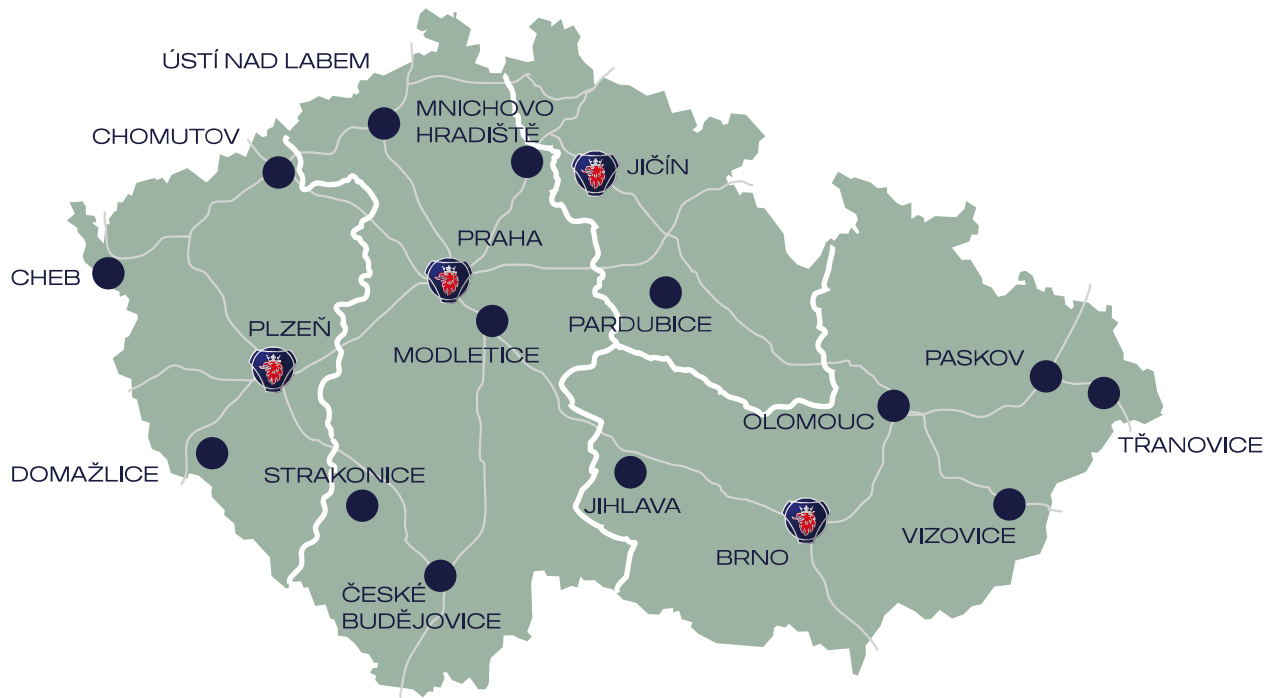 ÚSTÍ NAD LABEM
MNICHOVO
HRADIŠTĚ
CHOMUTOV
JIČÍN
PRAHA
CHEB
PLZEŇ
MODLETICE
PARDUBICE
PASKOV
OLOMOUC
TŘANOVICE
DOMAŽLICE
STRAKONICE
JIHLAVA
VIZOVICE
BRNO
ČESKÉ
BUDĚJOVICE